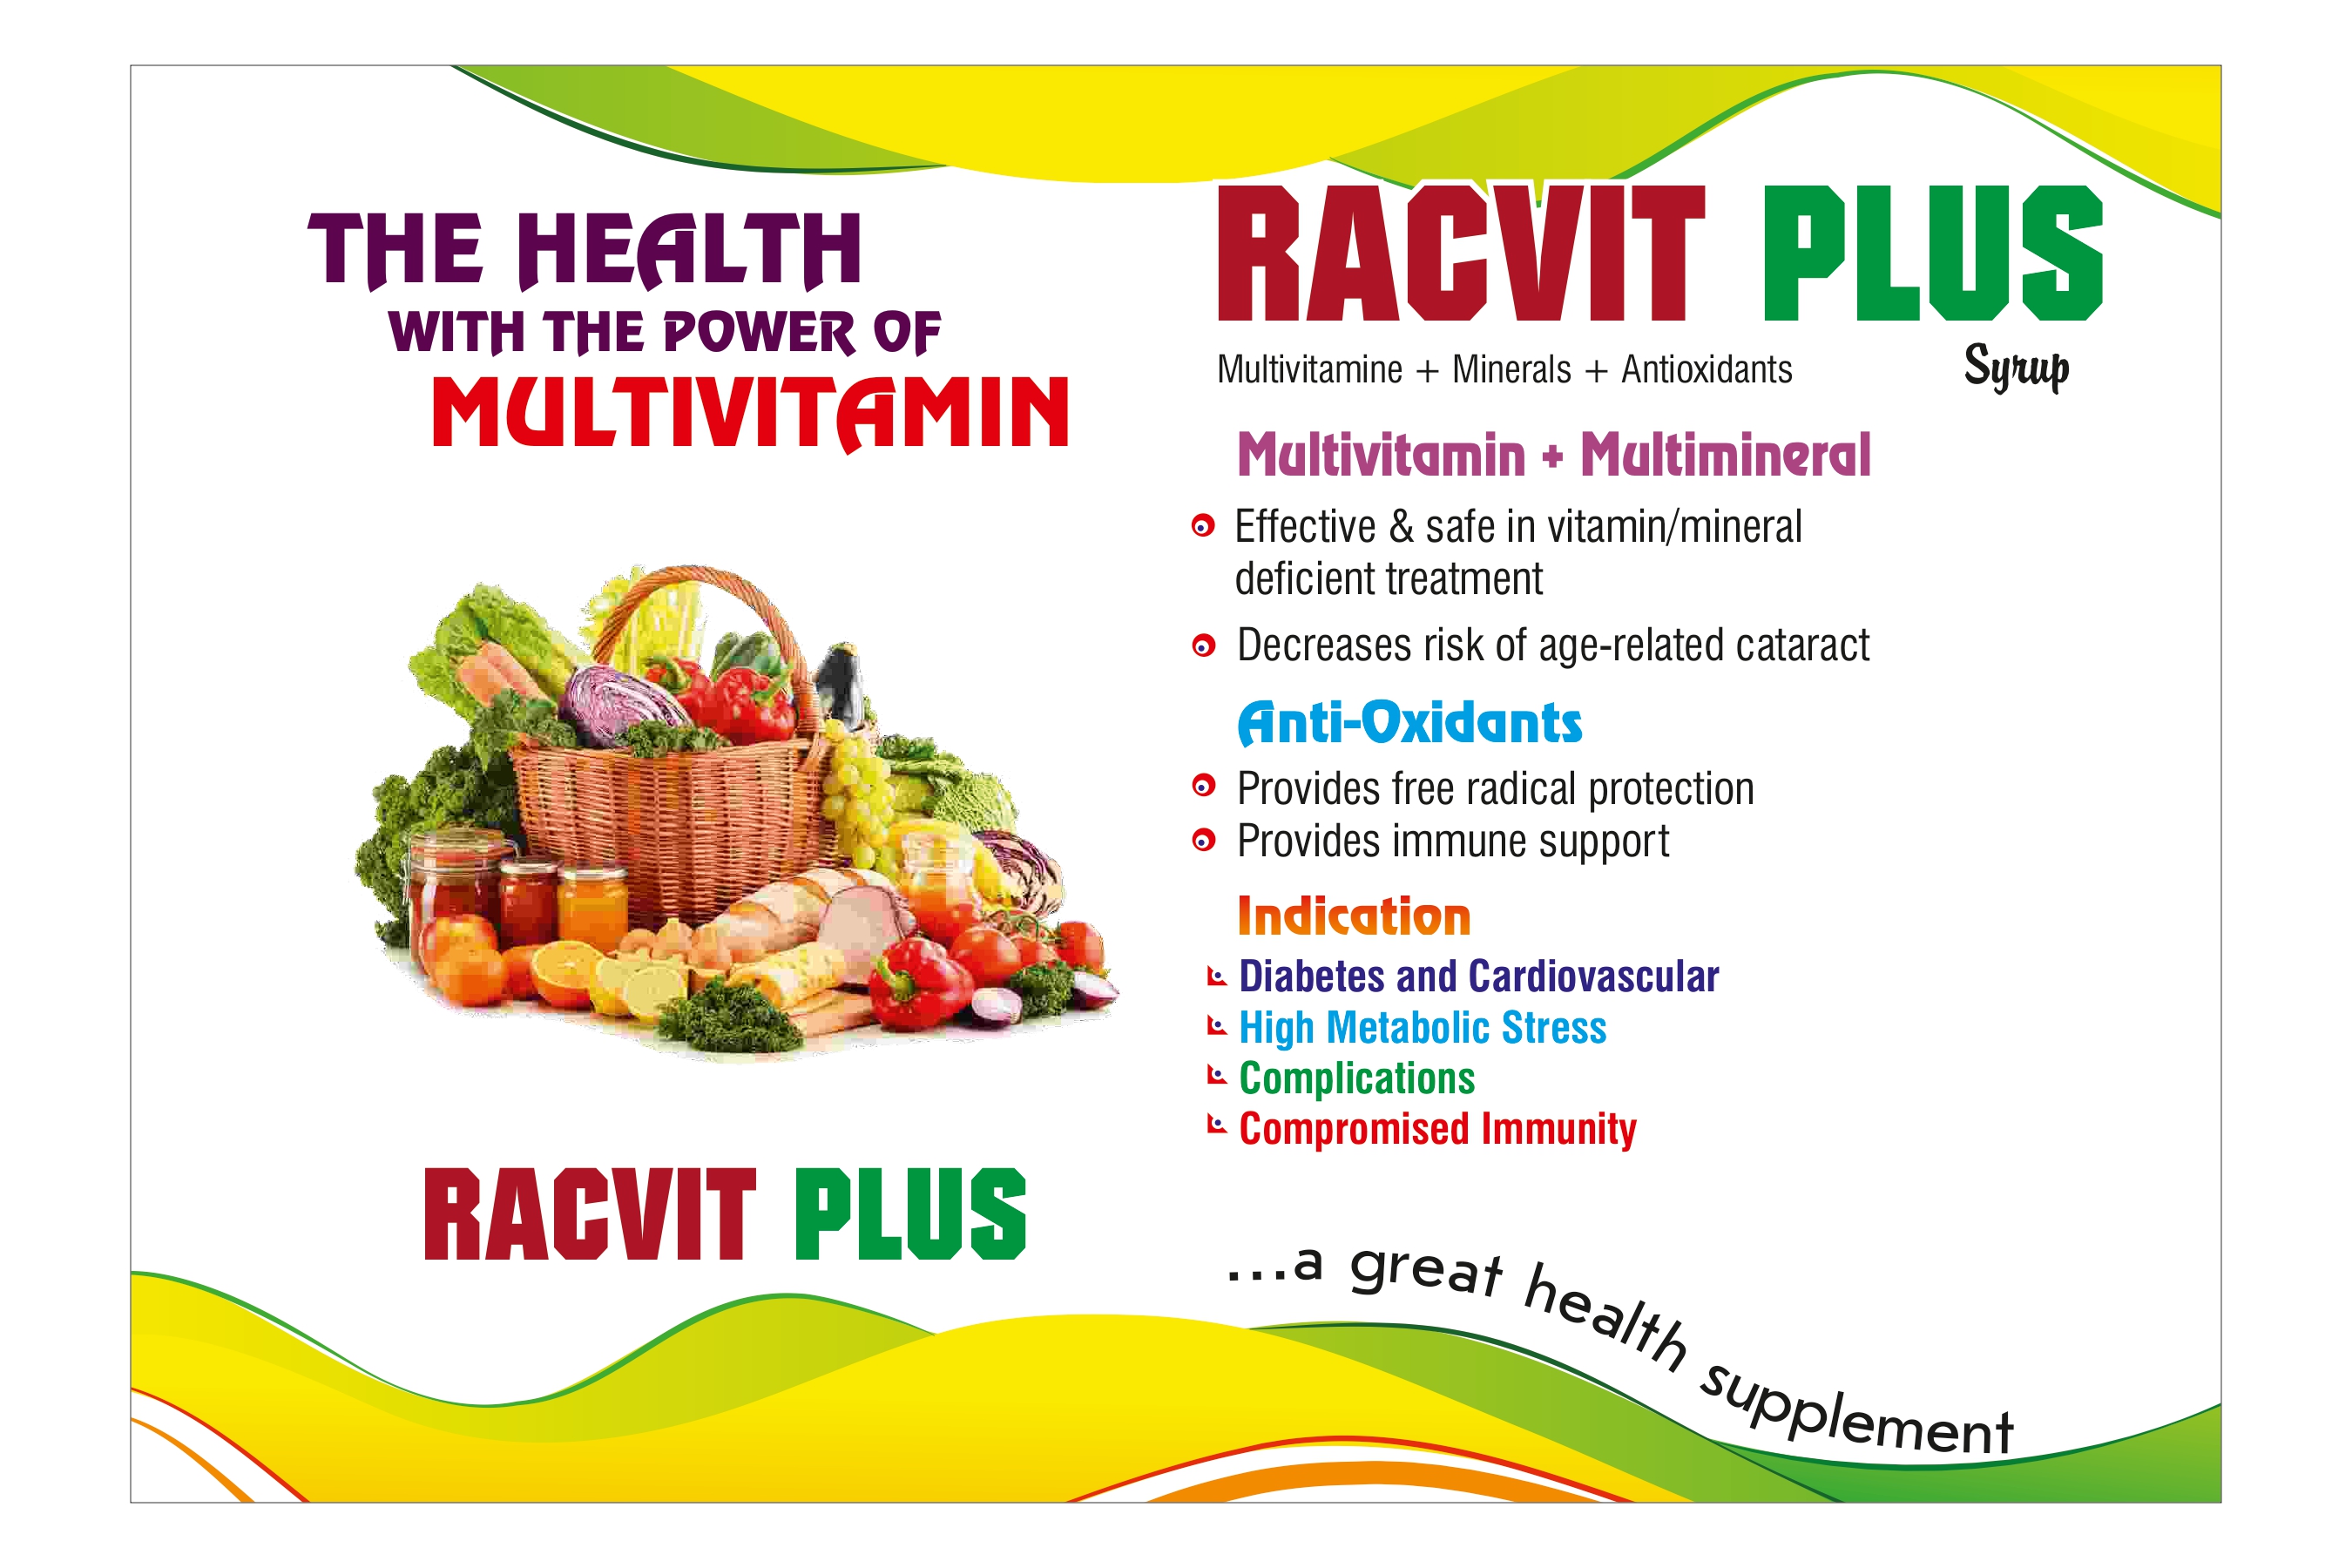 THE HEALTH
WITH THE POWER OF
MULTIVITAMIN
RACVIT PLUS
RACVIT PLUS
Syrup
Multivitamine + Minerals + Antioxidants
Multivitamin + Multimineral
Effective & safe in vitamin/mineral
deficient treatment
Decreases risk of age-related cataract
Anti-Oxidants
Provides free radical protection
Provides immune support
Indication
Diabetes and Cardiovascular
High Metabolic Stress
Complications
Compromised Immunity
...a great health supplement